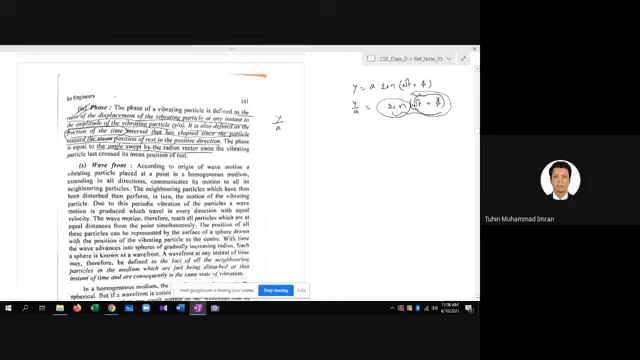 CSE_Class_D » Ref_Note_05
for Engineers
141
(ix) Phase : The phase of a vibrating particle is defined as the
ratio of the displacement of the vibrating particle at any instant to
the amplitude of the vibrating particle (y/a). It is also defined as the
fraction of the time interval that has elapsed since the particle
crossed the mean position of rest in the positive direction. The phase
is equal to the angle swept by the radius vector since the vibrating
particle last crossed its mean position of rest.
(x) Wave front : According to origin of wave motion a
vibrating particle placed at a point in a homogeneous medium,
extending in all directions, communicates its motion to all its
neighbouring particles. The neighbouring particles which have thus
been disturbed then perform, in turn, the motion of the vibrating
particle. Due to this periodic vibration of the particles a wave
motion is produced which travel in every direction with equal
velocity. The wave motion, therefore, reach all particles which are at
equal distances from the point simultaneously. The position of all
these particles can be represented by the surface of a sphere drawn
with the position of the vibrating particle as the centre. With time
the wave advances into spheres of gradually increasing radius. Such
a sphere is known as a wavefront. A wavefront at any instant of time
may, therefore, be defined as the loci of all the neighbouring
particles in the medium which are just being disturbed at that
instant of time and are consequently in the same state of vibration.
In a homogeneous medium, the
spherical. But if a wavefront is
y
a
y = a sin (ωt + φ)
y/a = sin (ωt + φ)
meet.google.com is sharing your screen.
Stop sharing
Hide
Tuhin Muhammad Imran
11:56 AM
4/10/2021